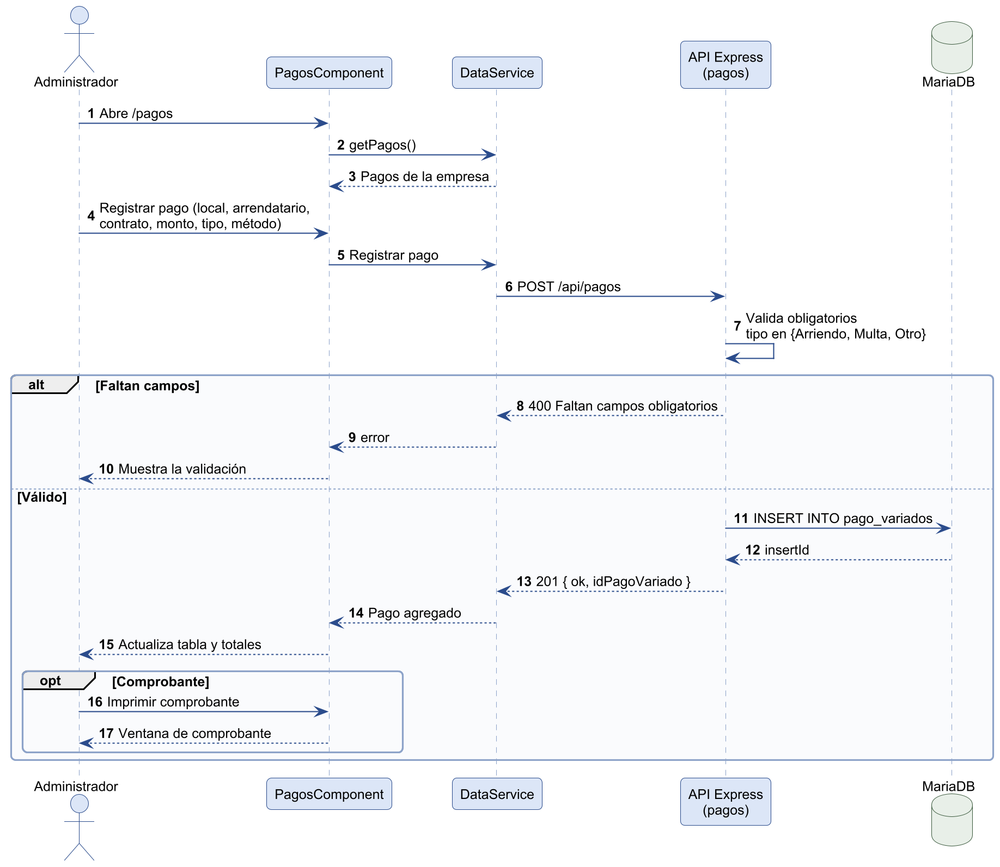 Administrador
PagosComponent
DataService
API Express
(pagos)
MariaDB
1 Abre /pagos
2 getPagos()
3 Pagos de la empresa
4 Registrar pago (local, arrendatario,
contrato, monto, tipo, método)
5 Registrar pago
6 POST /api/pagos
7 Valida obligatorios
tipo en {Arriendo, Multa, Otro}
alt [Faltan campos]
8 400 Faltan campos obligatorios
9 error
10 Muestra la validación
[Válido]
11 INSERT INTO pago_variados
12 insertId
13 201 { ok, idPagoVariado }
14 Pago agregado
15 Actualiza tabla y totales
opt [Comprobante]
16 Imprimir comprobante
17 Ventana de comprobante
Administrador
PagosComponent
DataService
API Express
(pagos)
MariaDB